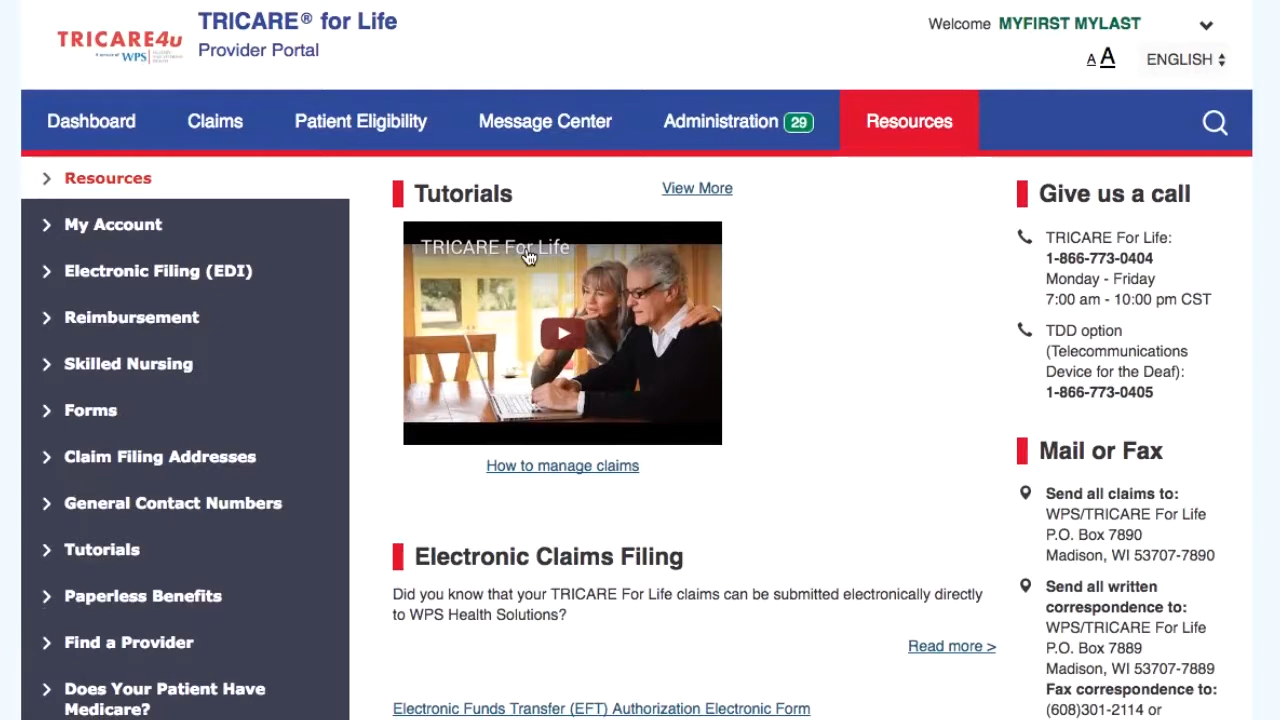 TRICARE4u
WPS
TRICARE® for Life
Provider Portal
Welcome MYFIRST MYLAST
A A
ENGLISH
Dashboard
Claims
Patient Eligibility
Message Center
Administration 29
Resources
Resources
My Account
Electronic Filing (EDI)
Reimbursement
Skilled Nursing
Forms
Claim Filing Addresses
General Contact Numbers
Tutorials
Paperless Benefits
Find a Provider
Does Your Patient Have
Medicare?
Tutorials
View More
TRICARE For Life
How to manage claims
Electronic Claims Filing
Did you know that your TRICARE For Life claims can be submitted electronically directly
to WPS Health Solutions?
Read more >
Electronic Funds Transfer (EFT) Authorization Electronic Form
Give us a call
TRICARE For Life:
1-866-773-0404
Monday - Friday
7:00 am - 10:00 pm CST
TDD option
(Telecommunications
Device for the Deaf):
1-866-773-0405
Mail or Fax
Send all claims to:
WPS/TRICARE For Life
P.O. Box 7890
Madison, WI 53707-7890
Send all written
correspondence to:
WPS/TRICARE For Life
P.O. Box 7889
Madison, WI 53707-7889
Fax correspondence to:
(608)301-2114 or